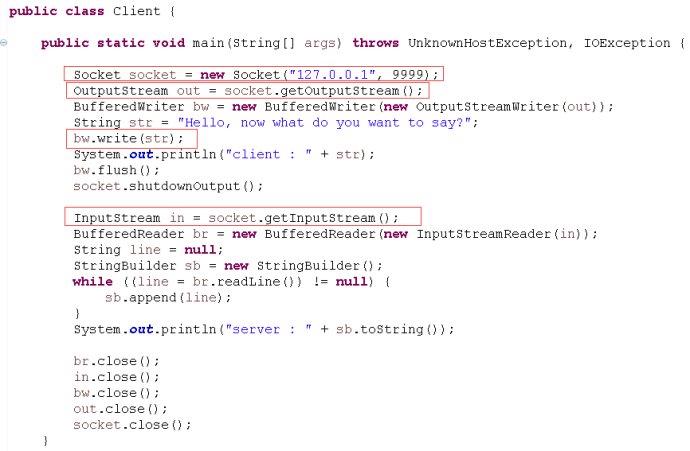 public class Client {
public static void main(String[] args) throws UnknownHostException, IOException {
Socket socket = new Socket("127.0.0.1", 9999);
OutputStream out = socket.getOutputStream();
BufferedWriter bw = new BufferedWriter(new OutputStreamWriter(out));
String str = "Hello, now what do you want to say?";
bw.write(str);
System.out.println("client : " + str);
bw.flush();
socket.shutdownOutput();
InputStream in = socket.getInputStream();
BufferedReader br = new BufferedReader(new InputStreamReader(in));
String line = null;
StringBuilder sb = new StringBuilder();
while ((line = br.readLine()) != null) {
sb.append(line);
}
System.out.println("server : " + sb.toString());
br.close();
in.close();
bw.close();
out.close();
socket.close();
}